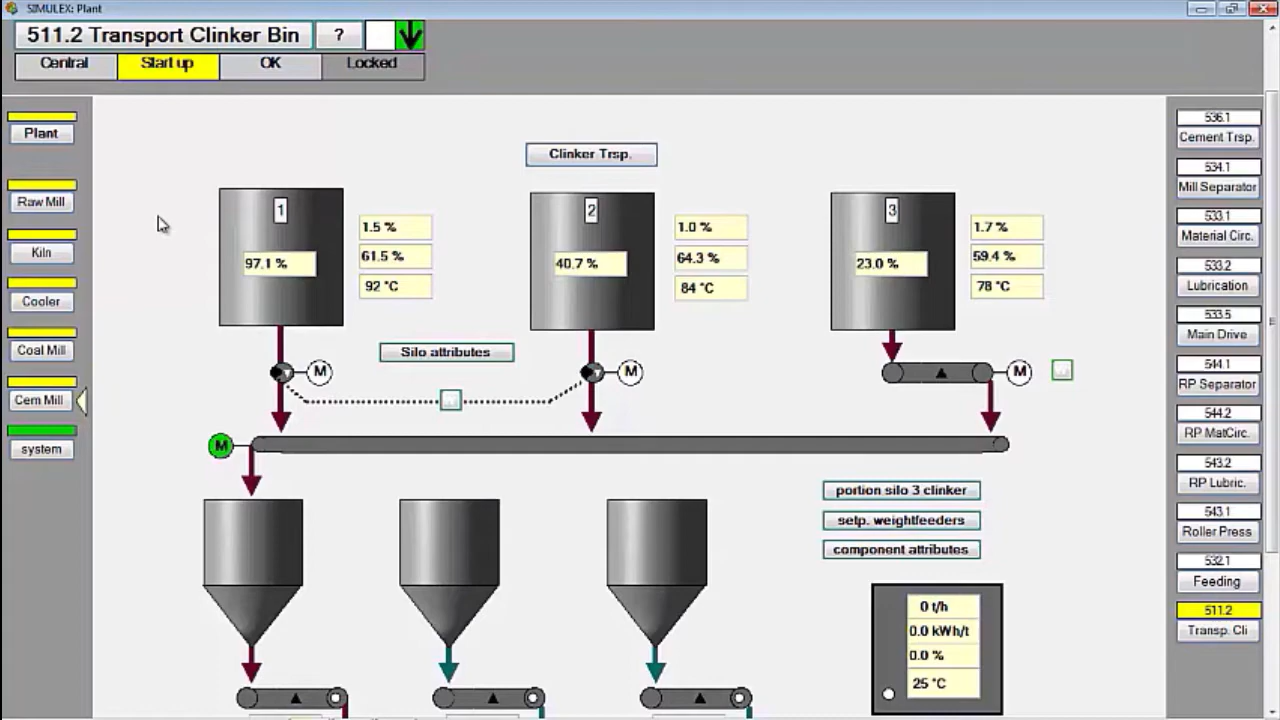 SIMULEX: Plant
511.2 Transport Clinker Bin
?
Central
Start up
OK
Locked
Plant
Raw Mill
Kiln
Cooler
Coal Mill
Cem Mill
system
Clinker Trsp.
1
97.1 %
1.5 %
61.5 %
92 °C
2
40.7 %
1.0 %
64.3 %
84 °C
3
23.0 %
1.7 %
59.4 %
78 °C
Silo attributes
M
M
M
M
portion silo 3 clinker
setp. weightfeeders
component attributes
0 t/h
0.0 kWh/t
0.0 %
25 °C
536.1
Cement Trsp.
534.1
Mill Separator
533.1
Material Circ.
533.2
Lubrication
533.5
Main Drive
544.1
RP Separator
544.2
RP MatCirc.
543.2
RP Lubric.
543.1
Roller Press
532.1
Feeding
511.2
Transp. Cli